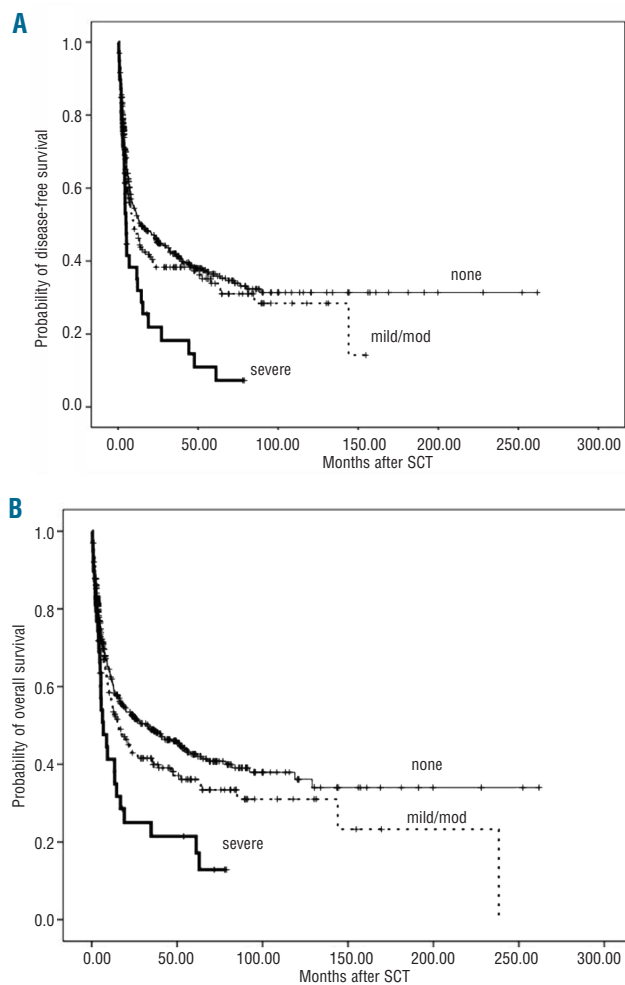 A
Probability of disease-free survival
1.0
0.8
0.6
0.4
0.2
0.0
none
mild/mod
severe
0.00 50.00 100.00 150.00 200.00 250.00 300.00
Months after SCT
B
Probability of overall survival
1.0
0.8
0.6
0.4
0.2
0.0
none
mild/mod
severe
0.00 50.00 100.00 150.00 200.00 250.00 300.00
Months after SCT